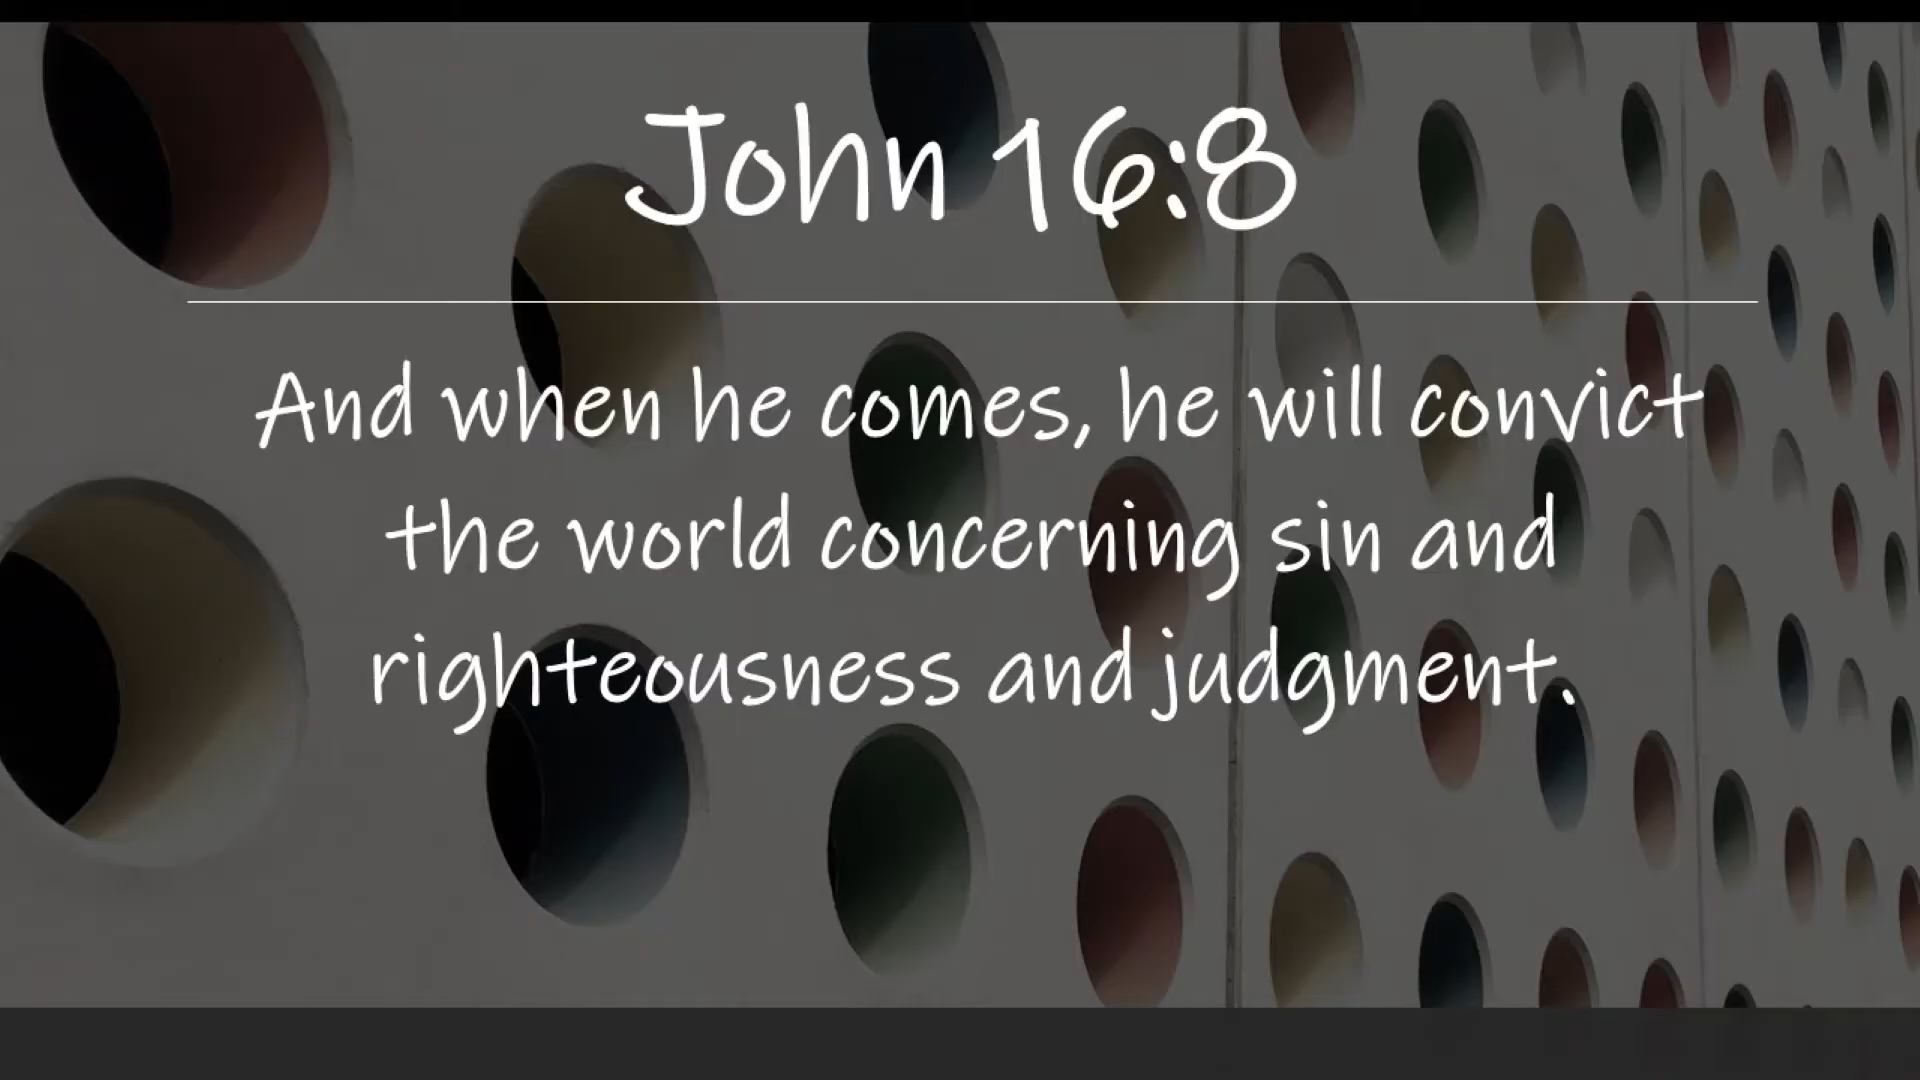 John 16:8
And when he comes, he will convict
the world concerning sin and
righteousness and judgment.